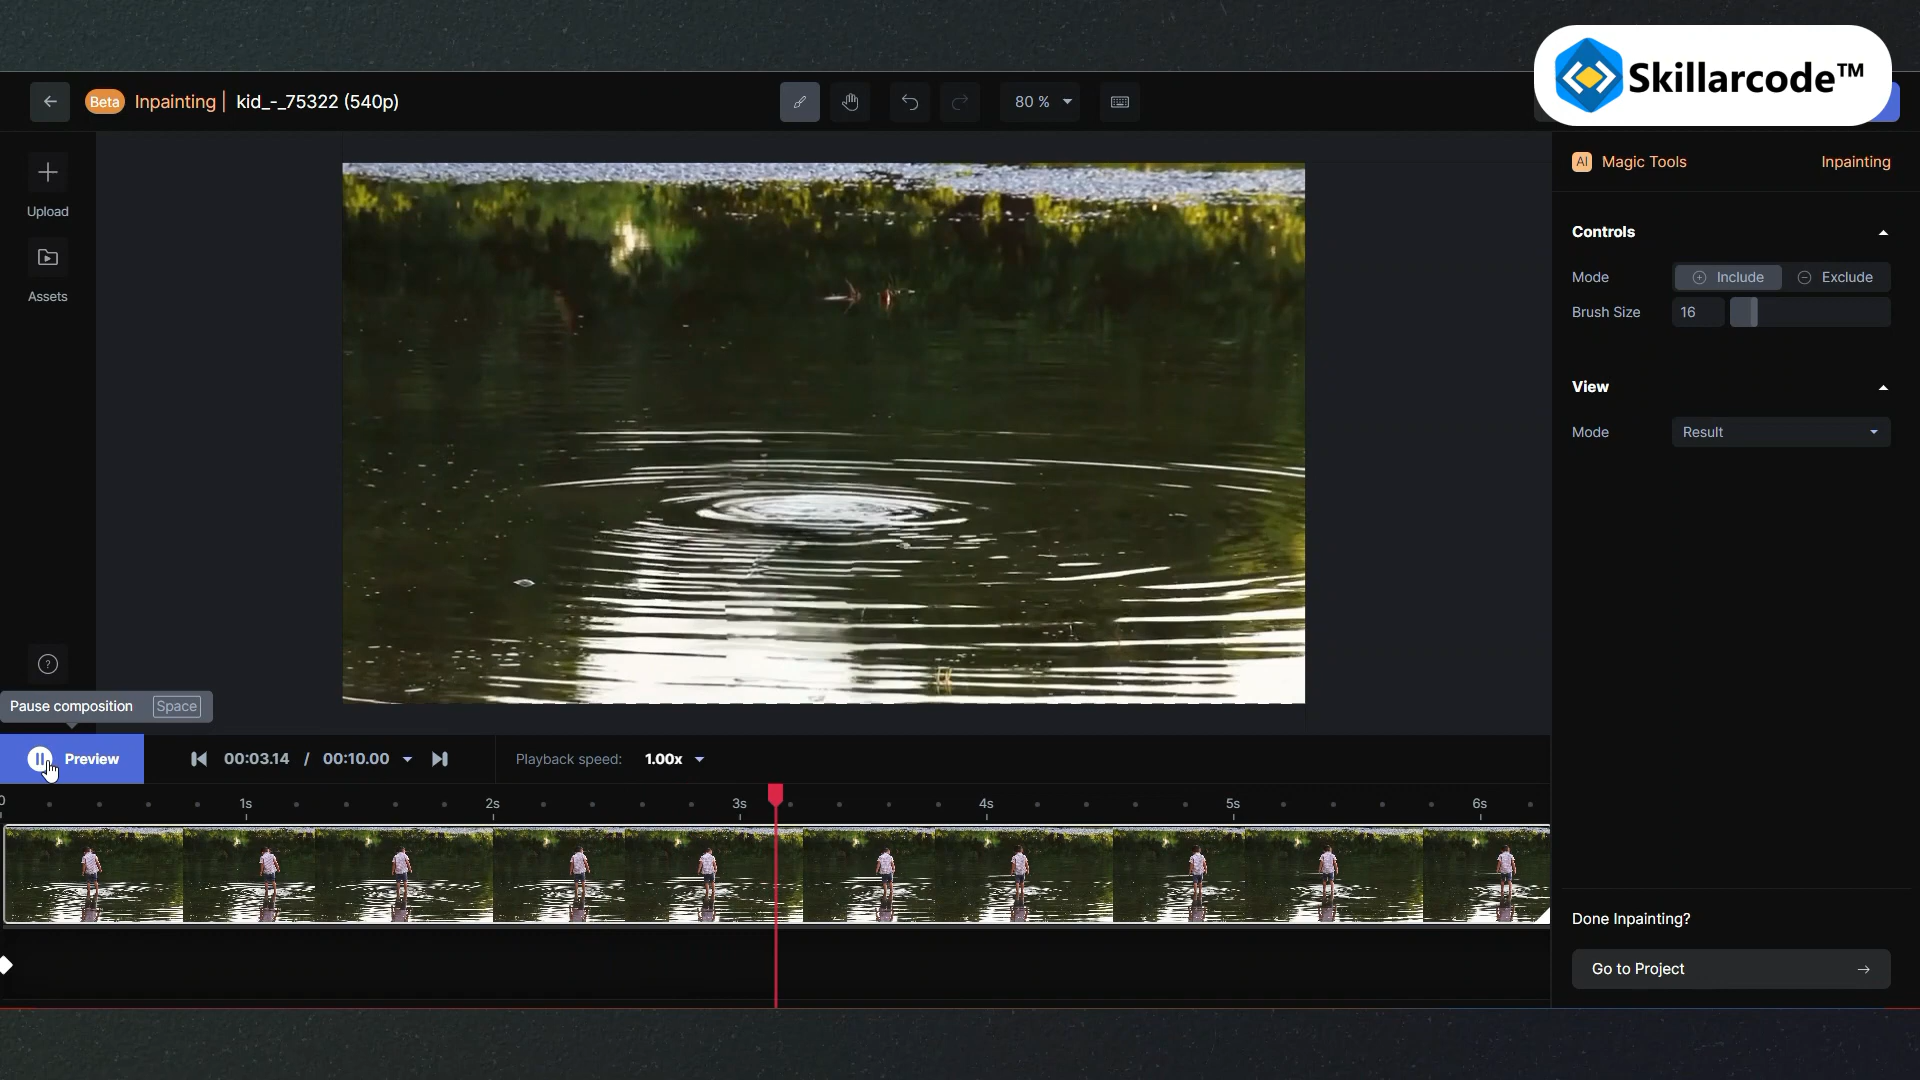 Skillarcode™
Beta Inpainting | kid_-_75322 (540p)
80 %
Upload
Assets
AI Magic Tools Inpainting
Controls
Mode Include Exclude
Brush Size 16
View
Mode Result
?
Pause composition Space
Preview 00:03.14 / 00:10.00 Playback speed: 1.00x
0 1s 2s 3s 4s 5s 6s
Done Inpainting?
Go to Project →